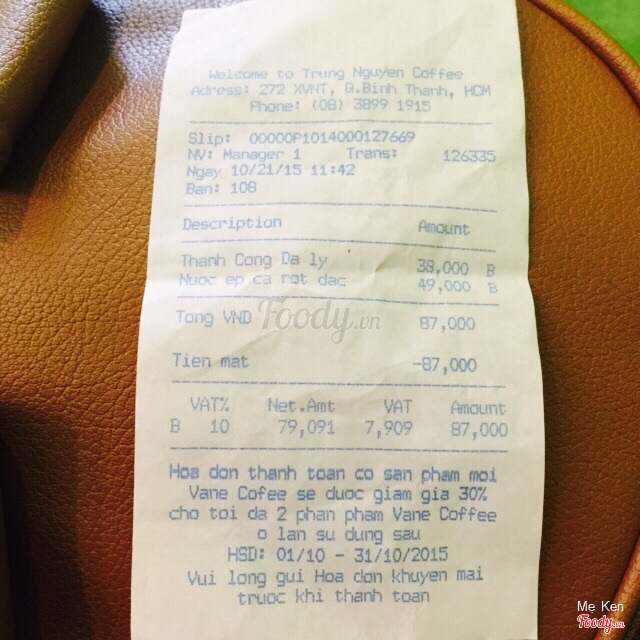 Welcome to Trung Nguyen Coffee
Adress: 272 XVNT, Q.Binh Thanh, HCM
Phone: (08) 3899 1915
Slip: 00000P1014000127669
NV: Manager 1 Trans: 126335
Ngay 10/21/15 11:42
Ban: 108
Description Amount
Thanh Cong Da ly 38,000 B
Nuoc ep ca rot dac 49,000 B
Tong VND 87,000
Foody.vn
Tien mat -87,000
VAT% Net.Amt VAT Amount
B 10 79,091 7,909 87,000
Hoa don thanh toan co san pham moi
Vane Cofee se duoc giam gia 30%
cho toi da 2 phan pham Vane Coffee
o lan su dung sau
HSD: 01/10 - 31/10/2015
Vui long gui Hoa don khuyen mai
truoc khi thanh toan
Me Ken
Foody.vn